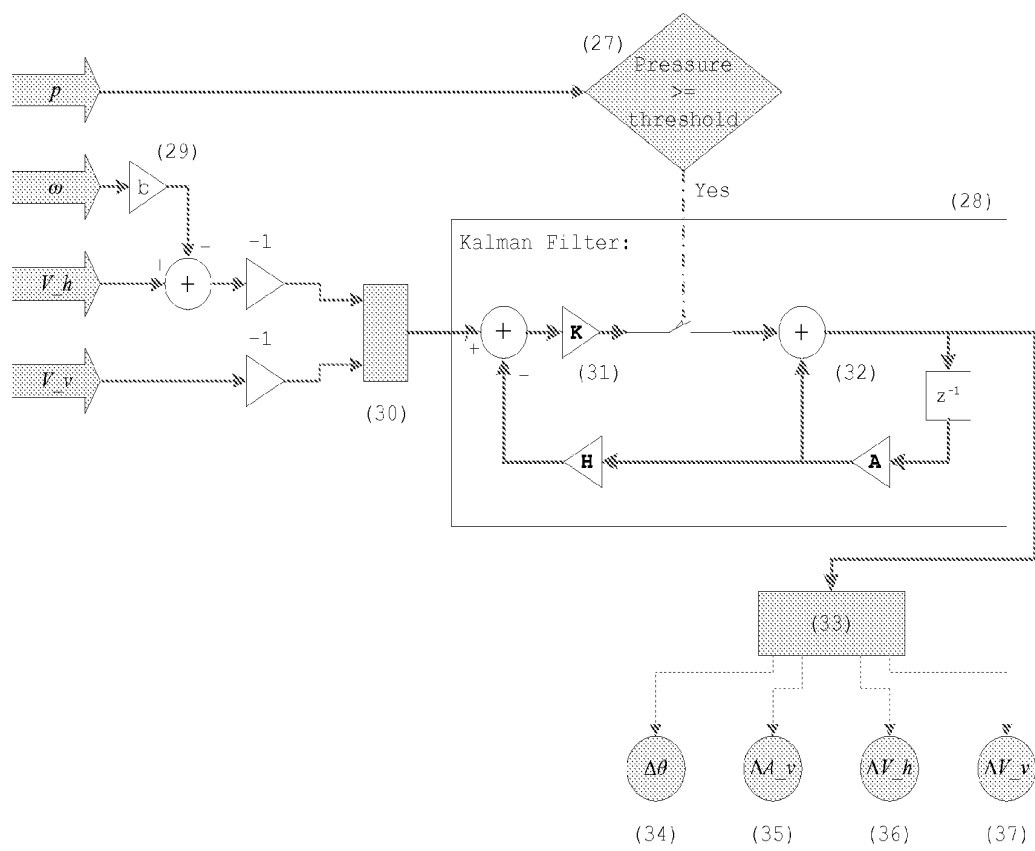 (27)
Pressure
>=
threshold
p
(29)
ω
b
Yes
(28)
−
−1
Kalman Filter:
+
V_h
+
+
K
+
+
−1
−
(31)
(32)
V_v
(30)
z⁻¹
H
A
(33)
Δθ
ΔA_v
ΔV_h
ΔV_v
(34)
(35)
(36)
(37)